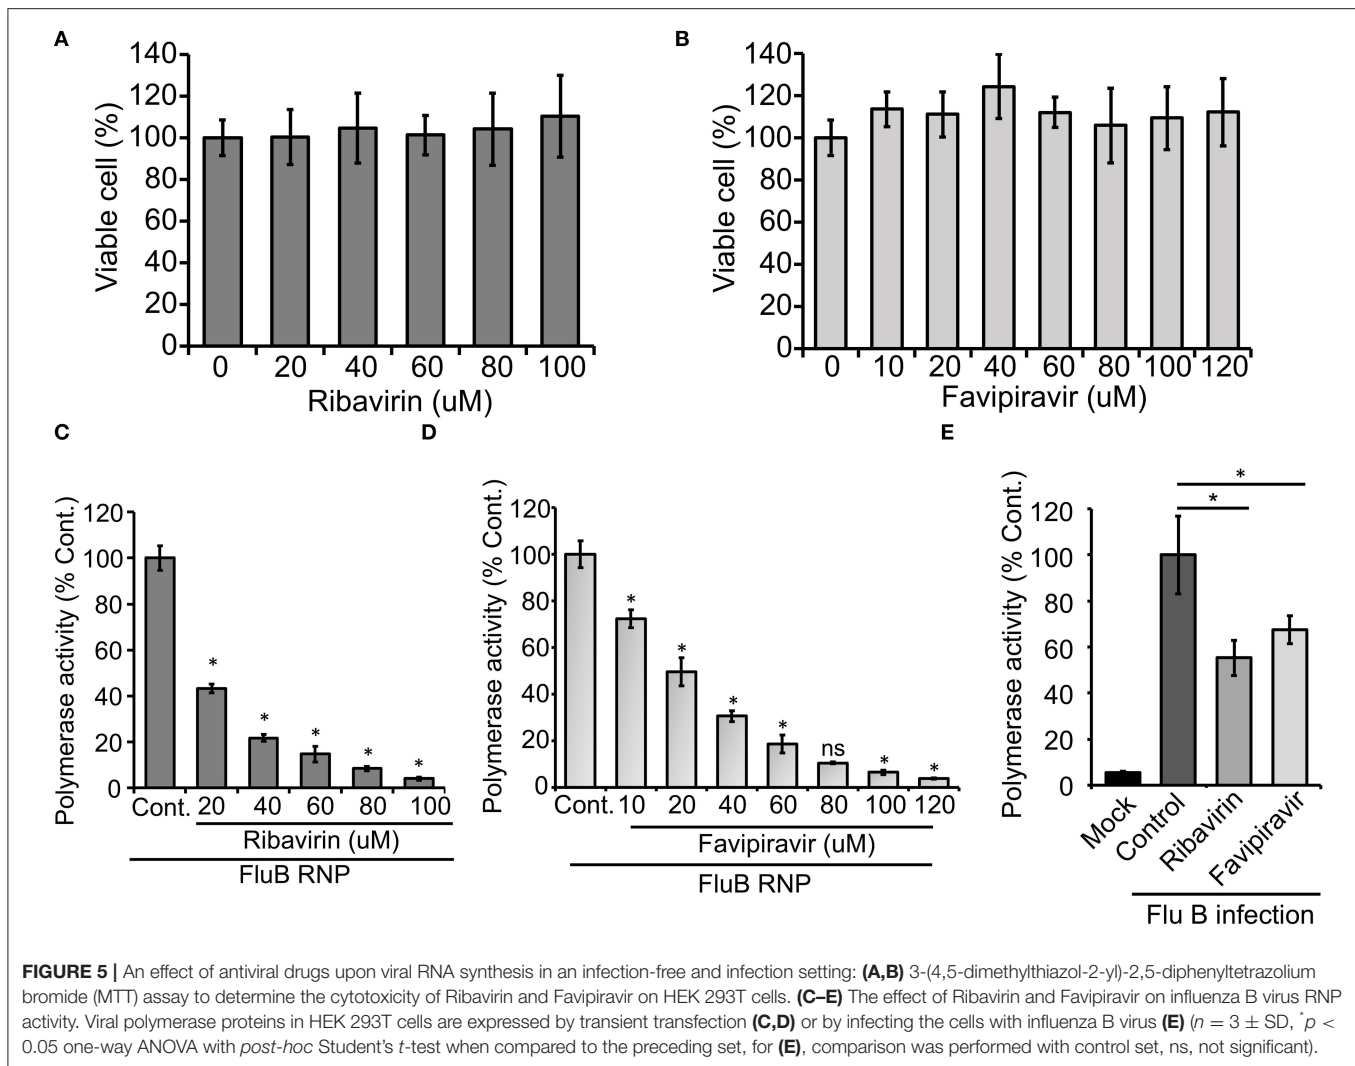 A
140
120
100
80
60
40
20
0
Viable cell (%)
0 20 40 60 80 100
Ribavirin (uM)
B
140
120
100
80
60
40
20
0
Viable cell (%)
0 10 20 40 60 80 100 120
Favipiravir (uM)
C
120
100
80
60
40
20
0
Polymerase activity (% Cont.)
* * * * *
Cont. 20 40 60 80 100
Ribavirin (uM)
FluB RNP
D
120
100
80
60
40
20
0
Polymerase activity (% Cont.)
* * * * ns * *
Cont. 10 20 40 60 80 100 120
Favipiravir (uM)
FluB RNP
E
120
100
80
60
40
20
0
Polymerase activity (% Cont.)
*
*
Mock Control Ribavirin Favipiravir
Flu B infection
FIGURE 5 | An effect of antiviral drugs upon viral RNA synthesis in an infection-free and infection setting: (A,B) 3-(4,5-dimethylthiazol-2-yl)-2,5-diphenyltetrazolium
bromide (MTT) assay to determine the cytotoxicity of Ribavirin and Favipiravir on HEK 293T cells. (C–E) The effect of Ribavirin and Favipiravir on influenza B virus RNP
activity. Viral polymerase proteins in HEK 293T cells are expressed by transient transfection (C,D) or by infecting the cells with influenza B virus (E) (n = 3 ± SD, *p <
0.05 one-way ANOVA with post-hoc Student's t-test when compared to the preceding set, for (E), comparison was performed with control set, ns, not significant).